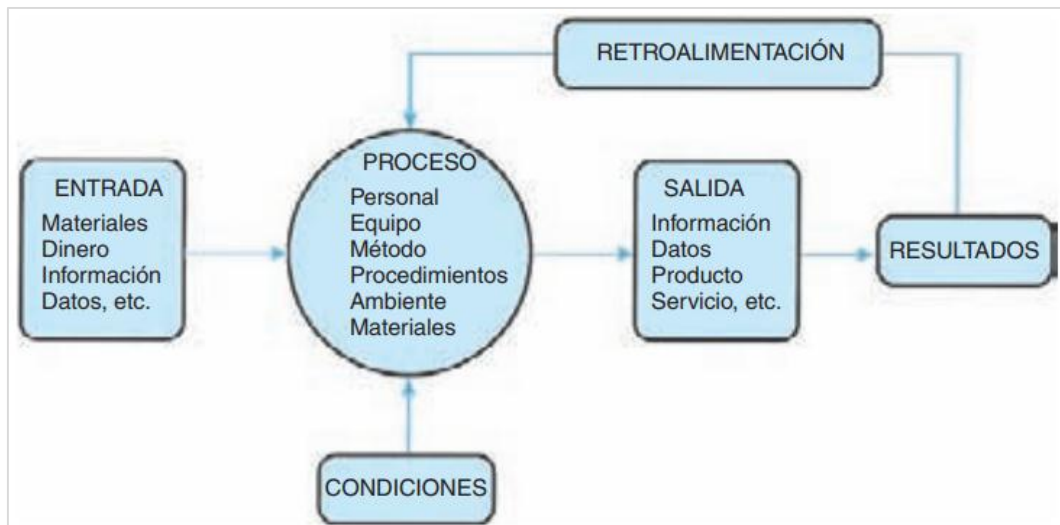 RETROALIMENTACIÓN
ENTRADA
Materiales
Dinero
Información
Datos, etc.
PROCESO
Personal
Equipo
Método
Procedimientos
Ambiente
Materiales
SALIDA
Información
Datos
Producto
Servicio, etc.
RESULTADOS
CONDICIONES